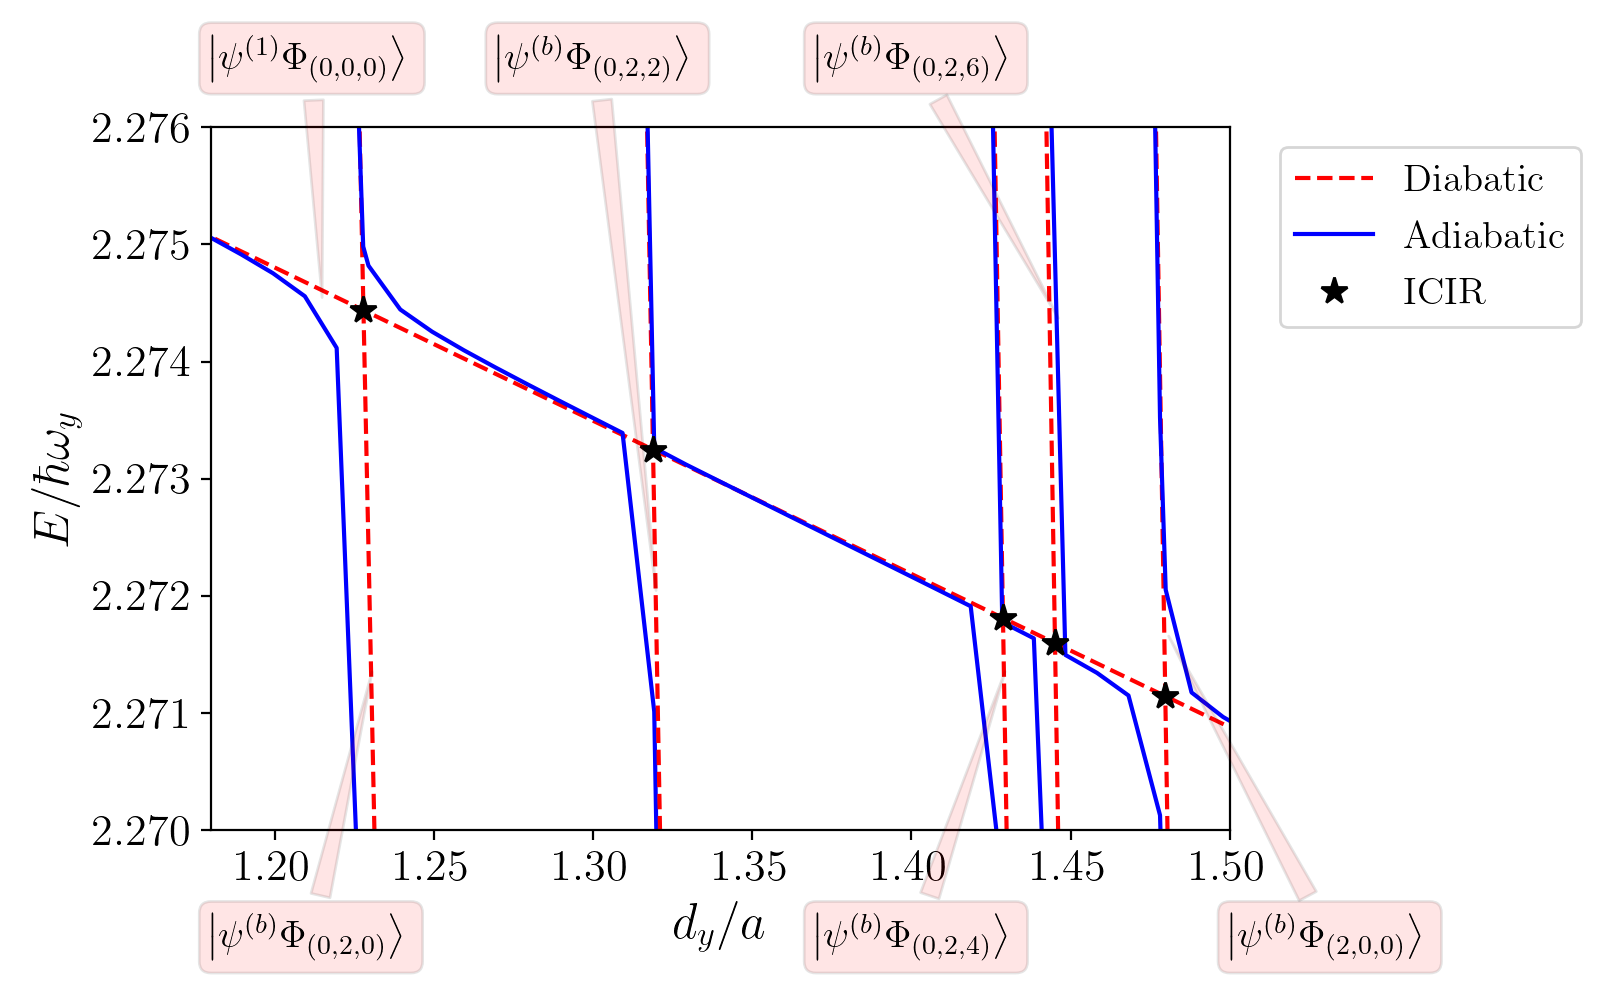 |ψ^(1)Φ_(0,0,0)⟩
|ψ^(b)Φ_(0,2,2)⟩
|ψ^(b)Φ_(0,2,6)⟩
2.276
2.275
2.274
2.273
2.272
2.271
2.270
E/ℏω_y
Diabatic
Adiabatic
ICIR
1.20
1.25
1.30
1.35
1.40
1.45
1.50
d_y/a
|ψ^(b)Φ_(0,2,0)⟩
|ψ^(b)Φ_(0,2,4)⟩
|ψ^(b)Φ_(2,0,0)⟩